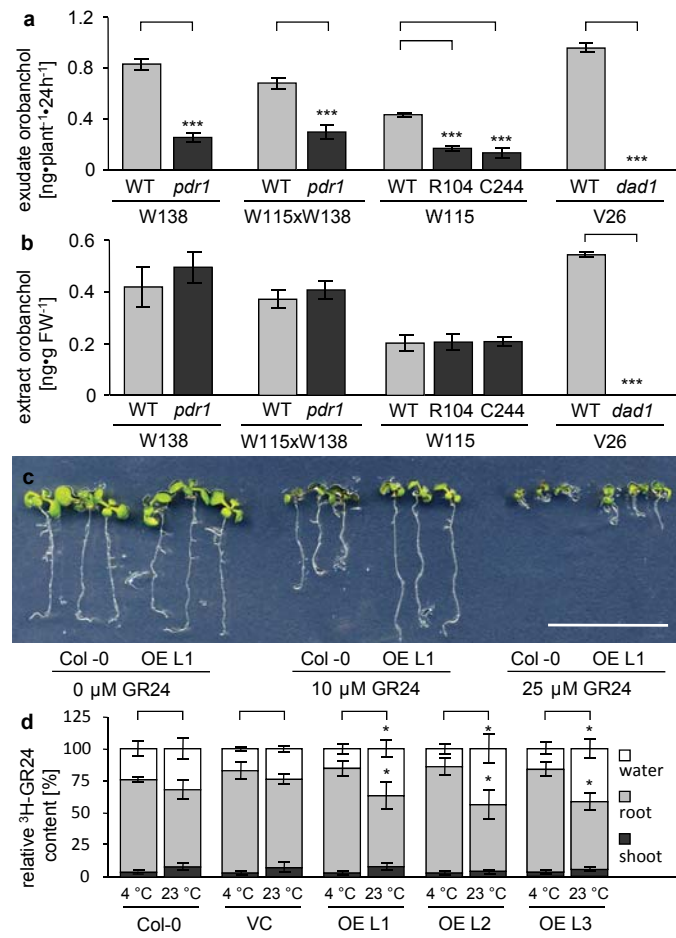 a
exudate orobanchol
[ng•plant⁻¹•24h⁻¹]
1.2
0.8
0.4
0
***
***
***
***
***
WT pdr1 WT pdr1 WT R104 C244 WT dad1
W138 W115xW138 W115 V26
b
extract orobanchol
[ng•g FW⁻¹]
0.6
0.4
0.2
0
***
WT pdr1 WT pdr1 WT R104 C244 WT dad1
W138 W115xW138 W115 V26
c
Col -0 OE L1 Col -0 OE L1 Col -0 OE L1
0 µM GR24 10 µM GR24 25 µM GR24
d
relative ³H-GR24
content [%]
125
100
75
50
25
0
* * *
* * *
water
root
shoot
4 °C 23 °C 4 °C 23 °C 4 °C 23 °C 4 °C 23 °C 4 °C 23 °C
Col-0 VC OE L1 OE L2 OE L3